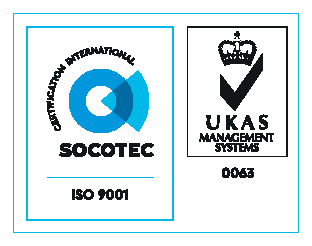 CERTIFICATION INTERNATIONAL
SOCOTEC
ISO 9001
UKAS
MANAGEMENT
SYSTEMS
0063